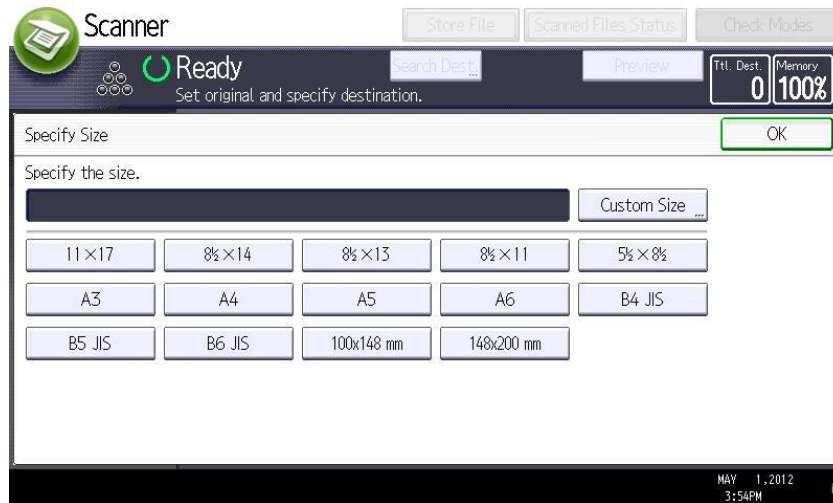 Scanner
Store File
Scanned Files Status
Check Modes
Ready
Search Dest.
Preview
Ttl. Dest.
0
Memory
100%
Set original and specify destination.
Specify Size
OK
Specify the size.
Custom Size
11×17
8½×14
8½×13
8½×11
5½×8½
A3
A4
A5
A6
B4 JIS
B5 JIS
B6 JIS
100x148 mm
148x200 mm
MAY 1,2012
3:54PM